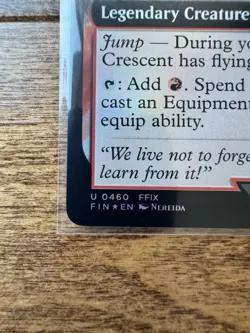 Legendary Creature
Jump — During yo
Crescent has flying
: Add . Spend
cast an Equipment
equip ability.
“We live not to forge
learn from it!”
U 0460 FFIX
FIN★EN NEREIDA